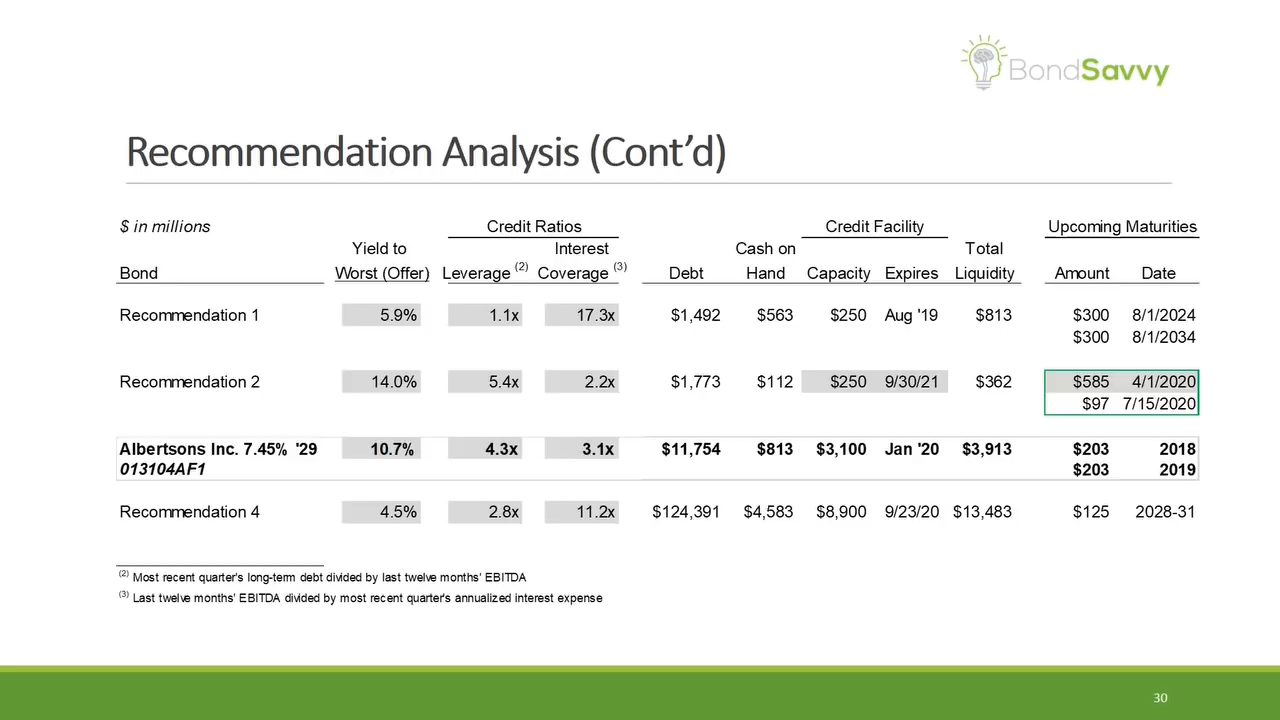 BondSavvy
Recommendation Analysis (Cont'd)
$ in millions Credit Ratios Credit Facility Upcoming Maturities
Yield to Interest Cash on Total
Bond Worst (Offer) Leverage (2) Coverage (3) Debt Hand Capacity Expires Liquidity Amount Date
Recommendation 1 5.9% 1.1x 17.3x $1,492 $563 $250 Aug '19 $813 $300 8/1/2024
$300 8/1/2034
Recommendation 2 14.0% 5.4x 2.2x $1,773 $112 $250 9/30/21 $362 $585 4/1/2020
$97 7/15/2020
Albertsons Inc. 7.45% '29 10.7% 4.3x 3.1x $11,754 $813 $3,100 Jan '20 $3,913 $203 2018
013104AF1 $203 2019
Recommendation 4 4.5% 2.8x 11.2x $124,391 $4,583 $8,900 9/23/20 $13,483 $125 2028-31
(2) Most recent quarter's long-term debt divided by last twelve months' EBITDA
(3) Last twelve months' EBITDA divided by most recent quarter's annualized interest expense
30